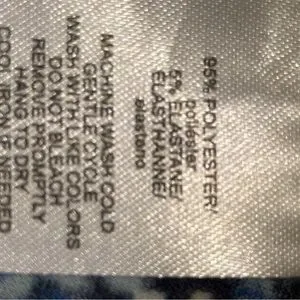 95% POLYESTER/
poliester
5% ELASTANE/
ELASTHANNE/
elastano
MACHINE WASH COLD
GENTLE CYCLE
WASH WITH LIKE COLORS
DO NOT BLEACH
REMOVE PROMPTLY
HANG TO DRY
COOL IRON IF NEEDED